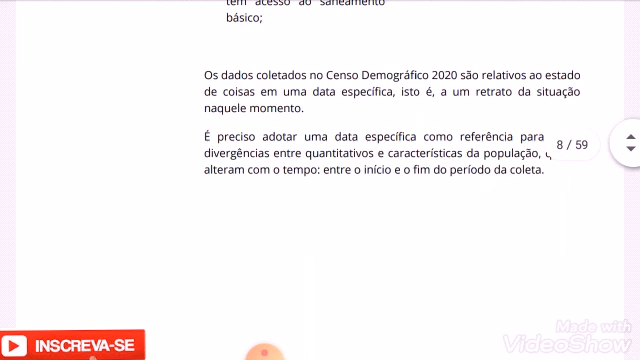 têm acesso ao saneamento
básico;
Os dados coletados no Censo Demográfico 2020 são relativos ao estado
de coisas em uma data específica, isto é, a um retrato da situação
naquele momento.
É preciso adotar uma data específica como referência para
divergências entre quantitativos e características da população,
alteram com o tempo: entre o início e o fim do período da coleta.
8 / 59
INSCREVA-SE
Made with
VideoShow